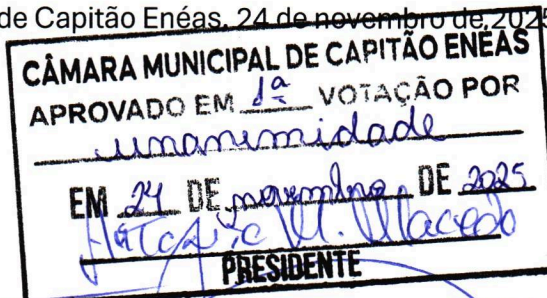 de Capitão Enéas, 24 de novembro de 2025
CÂMARA MUNICIPAL DE CAPITÃO ENÉAS
APROVADO EM 1ª VOTAÇÃO POR
unanimidade
EM 24 DE novembro DE 2025
M. Macedo
PRESIDENTE